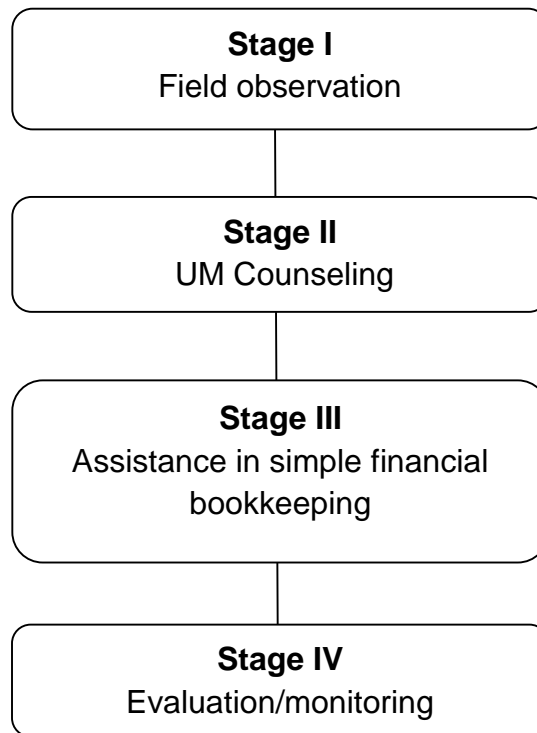 Stage I
Field observation
Stage II
UM Counseling
Stage III
Assistance in simple financial
bookkeeping
Stage IV
Evaluation/monitoring